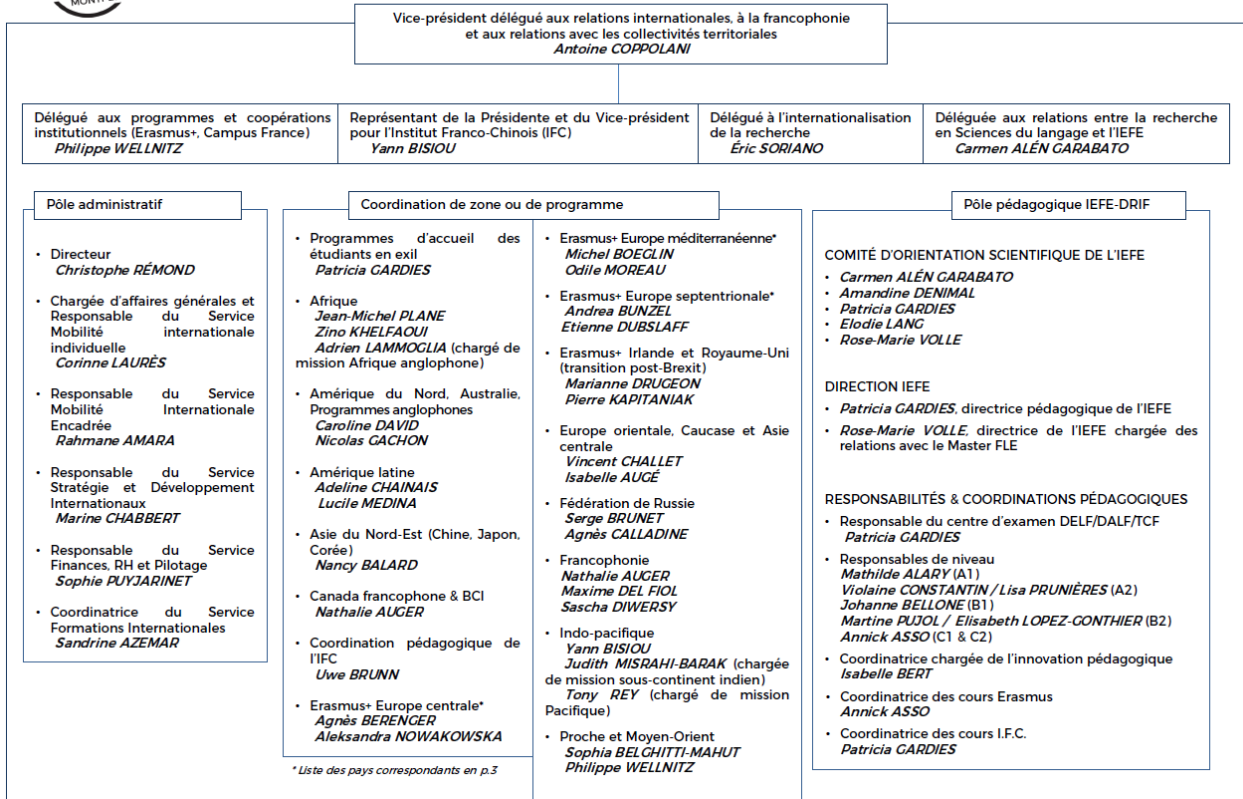 MONTP
Vice-président délégué aux relations internationales, à la francophonie
et aux relations avec les collectivités territoriales
Antoine COPPOLANI
Délégué aux programmes et coopérations
institutionnels (Erasmus+, Campus France)
Philippe WELLNITZ
Représentant de la Présidente et du Vice-président
pour l'Institut Franco-Chinois (IFC)
Yann BISIOU
Délégué à l'internationalisation
de la recherche
Éric SORIANO
Déléguée aux relations entre la recherche
en Sciences du langage et l'IEFE
Carmen ALÉN GARABATO
Pôle administratif
• Directeur
Christophe RÉMOND
• Chargée d'affaires générales et
Responsable du Service
Mobilité internationale
individuelle
Corinne LAURÈS
• Responsable du Service
Mobilité Internationale
Encadrée
Rahmane AMARA
• Responsable du Service
Stratégie et Développement
Internationaux
Marine CHABBERT
• Responsable du Service
Finances, RH et Pilotage
Sophie PUYJARINET
• Coordinatrice du Service
Formations Internationales
Sandrine AZEMAR
Coordination de zone ou de programme
• Programmes d'accueil des
étudiants en exil
Patricia GARDIES
• Afrique
Jean-Michel PLANE
Zino KHELFAOUI
Adrien LAMMOGLIA (chargé de
mission Afrique anglophone)
• Amérique du Nord, Australie,
Programmes anglophones
Caroline DAVID
Nicolas GACHON
• Amérique latine
Adeline CHAINAIS
Lucile MEDINA
• Asie du Nord-Est (Chine, Japon,
Corée)
Nancy BALARD
• Canada francophone & BCI
Nathalie AUGER
• Coordination pédagogique de
l'IFC
Uwe BRUNN
• Erasmus+ Europe centrale*
Agnès BERENGER
Aleksandra NOWAKOWSKA
* Liste des pays correspondants en p.3
• Erasmus+ Europe méditerranéenne*
Michel BOEGLIN
Odile MOREAU
• Erasmus+ Europe septentrionale*
Andrea BUNZEL
Etienne DUBSLAFF
• Erasmus+ Irlande et Royaume-Uni
(transition post-Brexit)
Marianne DRUGEON
Pierre KAPITANIAK
• Europe orientale, Caucase et Asie
centrale
Vincent CHALLET
Isabelle AUGÉ
• Fédération de Russie
Serge BRUNET
Agnès CALLADINE
• Francophonie
Nathalie AUGER
Maxime DEL FIOL
Sascha DIWERSY
• Indo-pacifique
Yann BISIOU
Judith MISRAHI-BARAK (chargée
de mission sous-continent indien)
Tony REY (chargé de mission
Pacifique)
• Proche et Moyen-Orient
Sophia BELGHITTI-MAHUT
Philippe WELLNITZ
Pôle pédagogique IEFE-DRIF
COMITÉ D'ORIENTATION SCIENTIFIQUE DE L'IEFE
• Carmen ALÉN GARABATO
• Amandine DENIMAL
• Patricia GARDIES
• Elodie LANG
• Rose-Marie VOLLE
DIRECTION IEFE
• Patricia GARDIES, directrice pédagogique de l'IEFE
• Rose-Marie VOLLE, directrice de l'IEFE chargée des
relations avec le Master FLE
RESPONSABILITÉS & COORDINATIONS PÉDAGOGIQUES
• Responsable du centre d'examen DELF/DALF/TCF
Patricia GARDIES
• Responsables de niveau
Mathilde ALARY (A1)
Violaine CONSTANTIN / Lisa PRUNIÈRES (A2)
Johanne BELLONE (B1)
Martine PUJOL / Elisabeth LOPEZ-GONTHIER (B2)
Annick ASSO (C1 & C2)
• Coordinatrice chargée de l'innovation pédagogique
Isabelle BERT
• Coordinatrice des cours Erasmus
Annick ASSO
• Coordinatrice des cours I.F.C.
Patricia GARDIES